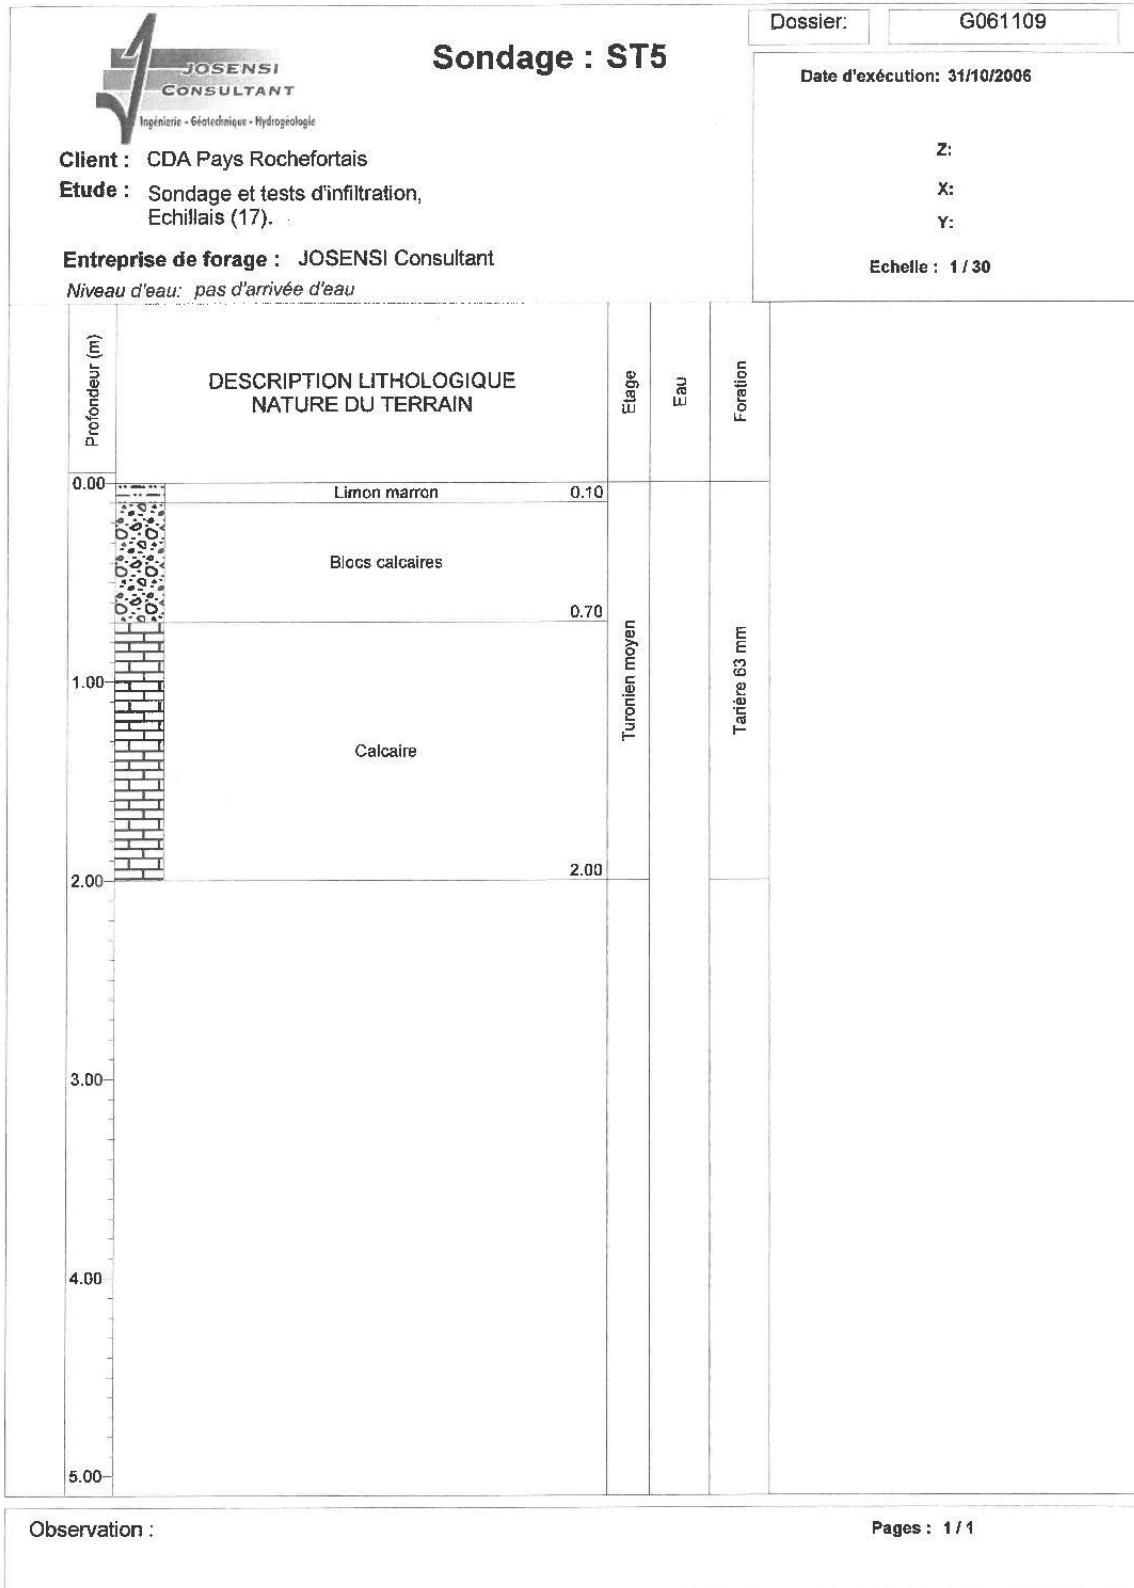 JOSENSI
CONSULTANT
Ingénierie - Géotechnique - Hydrogéologie
Sondage : ST5
Dossier: G061109
Date d'exécution: 31/10/2006
Z:
X:
Y:
Echelle : 1 / 30
Client : CDA Pays Rochefortais
Etude : Sondage et tests d'infiltration,
Echillais (17).
Entreprise de forage : JOSENSI Consultant
Niveau d'eau: pas d'arrivée d'eau
Profondeur (m)
DESCRIPTION LITHOLOGIQUE
NATURE DU TERRAIN
Etage
Eau
Foration
0.00
Limon marron 0.10
Blocs calcaires
0.70
1.00
Calcaire
2.00
2.00
Turonien moyen
Tarière 63 mm
3.00
4.00
5.00
Observation :
Pages : 1 / 1